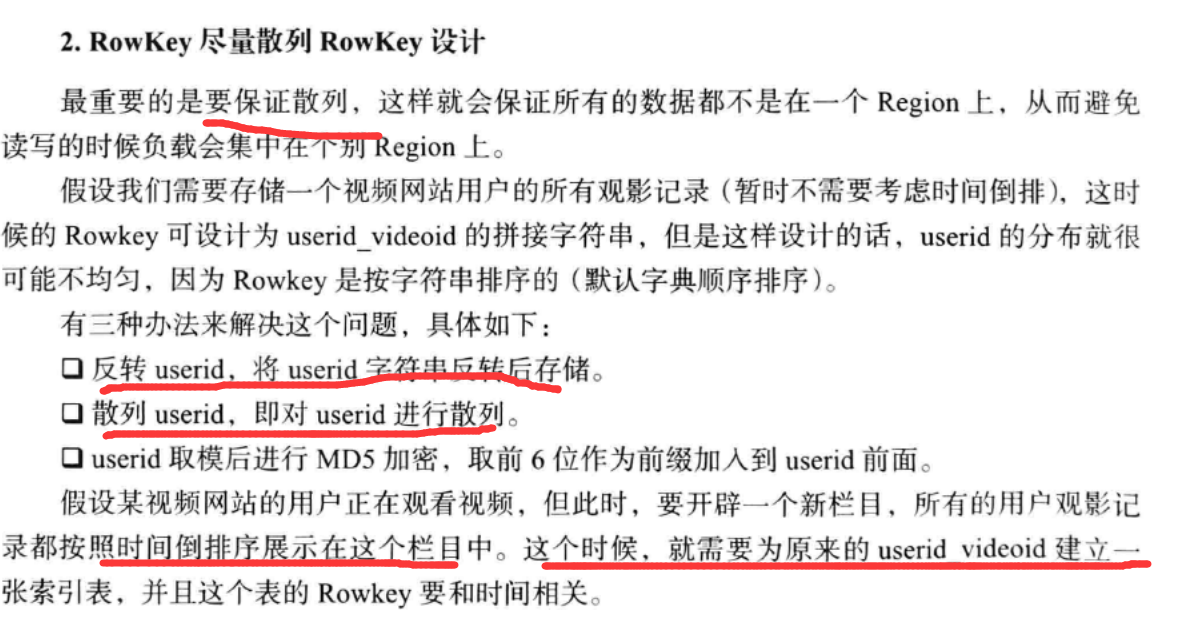 2. RowKey 尽量散列 RowKey 设计
最重要的是要保证散列，这样就会保证所有的数据都不是在一个 Region 上，从而避免
读写的时候负载会集中在个别 Region 上。
假设我们需要存储一个视频网站用户的所有观影记录（暂时不需要考虑时间倒排），这时
候的 Rowkey 可设计为 userid_videoid 的拼接字符串，但是这样设计的话，userid 的分布就很
可能不均匀，因为 Rowkey 是按字符串排序的（默认字典顺序排序）。
有三种办法来解决这个问题，具体如下：
❑ 反转 userid，将 userid 字符串反转后存储。
❑ 散列 userid，即对 userid 进行散列。
❑ userid 取模后进行 MD5 加密，取前 6 位作为前缀加入到 userid 前面。
假设某视频网站的用户正在观看视频，但此时，要开辟一个新栏目，所有的用户观影记
录都按照时间倒排序展示在这个栏目中。这个时候，就需要为原来的 userid_videoid 建立一
张索引表，并且这个表的 Rowkey 要和时间相关。